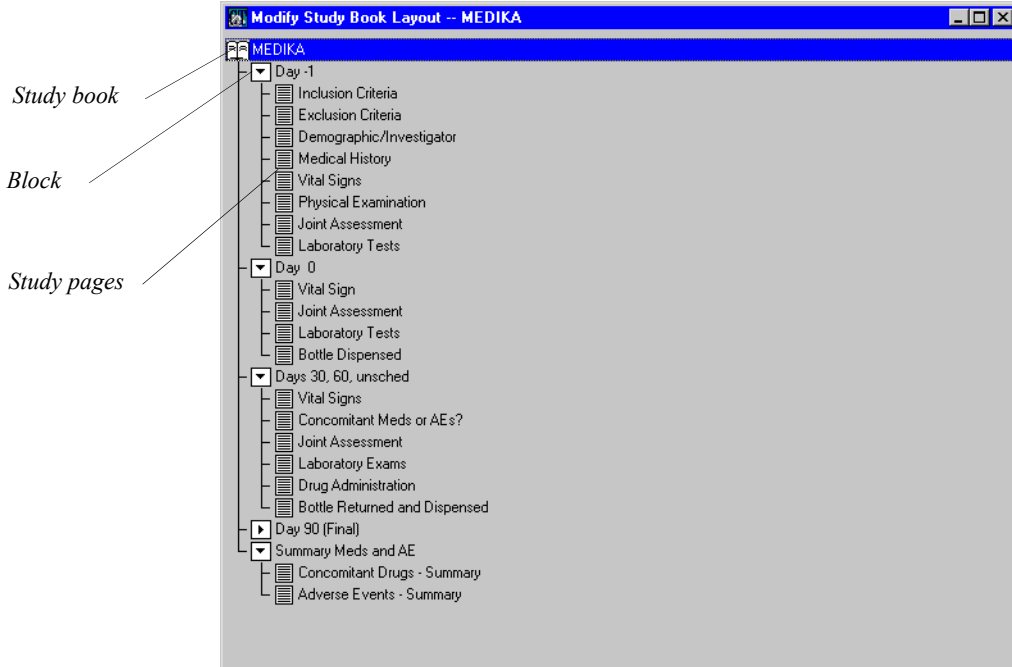 Modify Study Book Layout -- MEDIKA
MEDIKA
Study book
Block
Study pages
Day -1
Inclusion Criteria
Exclusion Criteria
Demographic/Investigator
Medical History
Vital Signs
Physical Examination
Joint Assessment
Laboratory Tests
Day 0
Vital Sign
Joint Assessment
Laboratory Tests
Bottle Dispensed
Days 30, 60, unsched
Vital Signs
Concomitant Meds or AEs?
Joint Assessment
Laboratory Exams
Drug Administration
Bottle Returned and Dispensed
Day 90 (Final)
Summary Meds and AE
Concomitant Drugs - Summary
Adverse Events - Summary